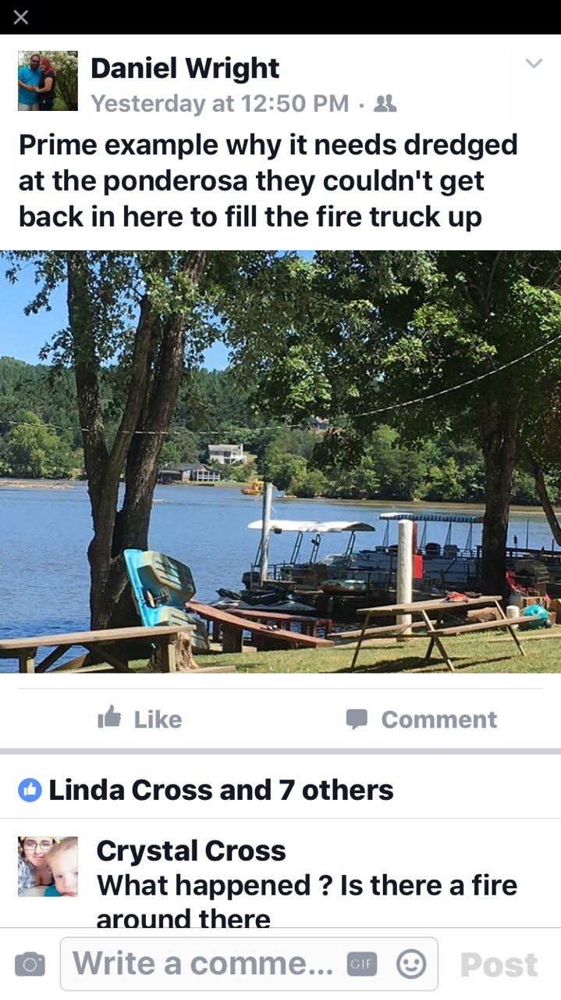 Daniel Wright
Yesterday at 12:50 PM ·
Prime example why it needs dredged
at the ponderosa they couldn't get
back in here to fill the fire truck up
Like
Comment
Linda Cross and 7 others
Crystal Cross
What happened ? Is there a fire
around there
Write a comme...
GIF
Post